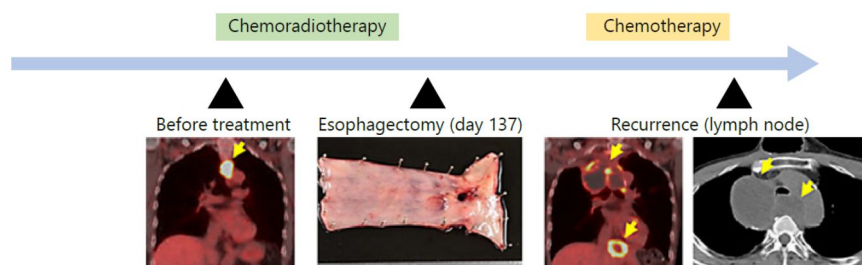 Chemoradiotherapy
Chemotherapy
Before treatment
Esophagectomy (day 137)
Recurrence (lymph node)